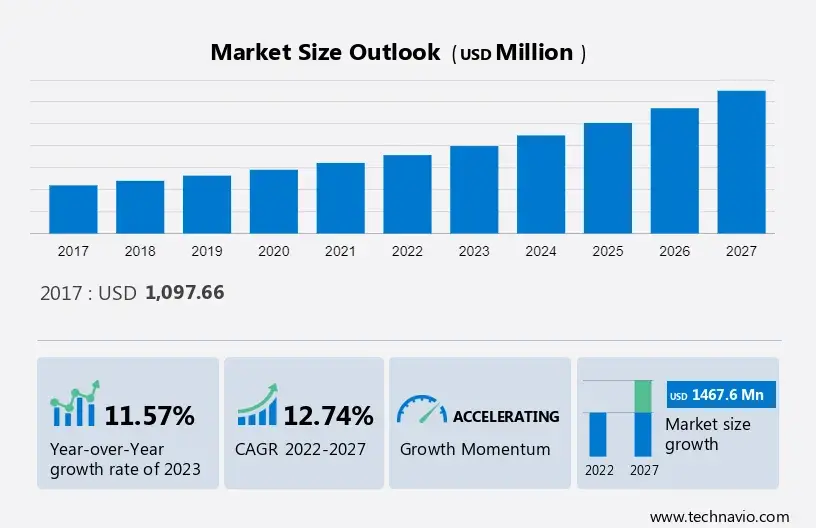 Market Size Outlook ( USD Million )
2017 2018 2019 2020 2021 2022 2023 2024 2025 2026 2027
2017 : USD 1,097.66
11.57%
Year-over-Year
growth rate of 2023
12.74%
CAGR 2022-2027
ACCELERATING
Growth Momentum
USD 1467.6 Mn
Market size
growth
2022 2027
www.technavio.com